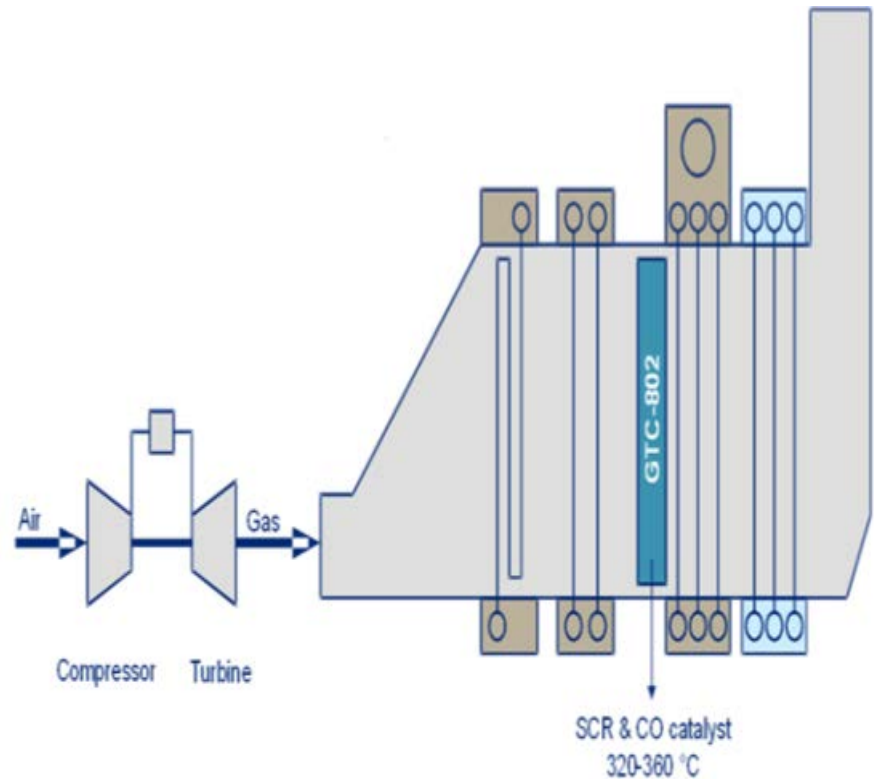 GTC-802
Air
Gas
Compressor
Turbine
SCR & CO catalyst
320-360 °C